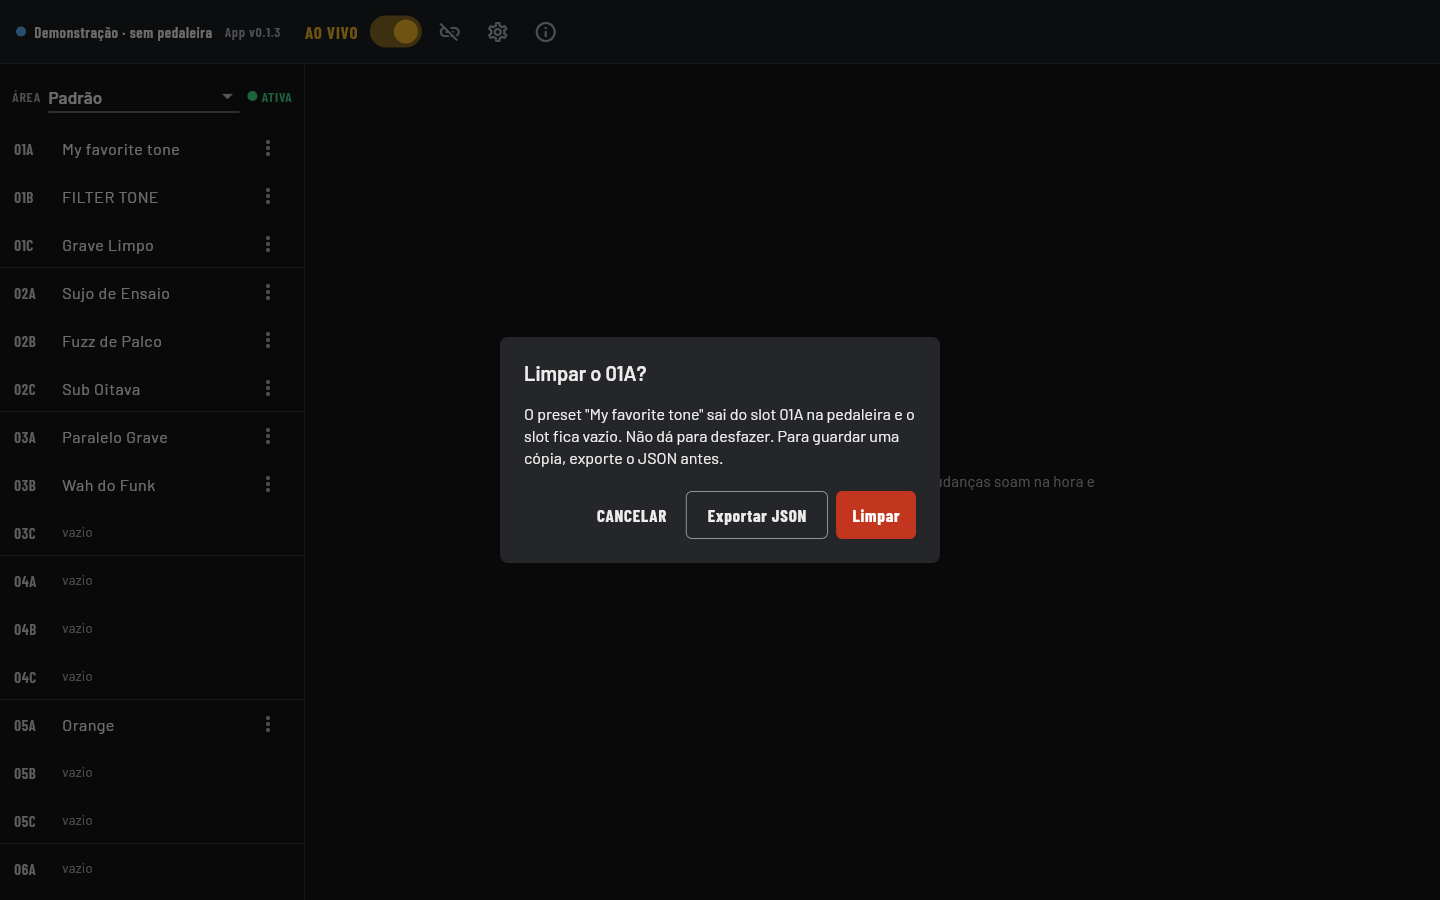 Demonstração · sem pedaleira App v0.1.3 AO VIVO
ÁREA Padrão ATIVA
01A My favorite tone
01B FILTER TONE
01C Grave Limpo
02A Sujo de Ensaio
02B Fuzz de Palco
02C Sub Oitava
03A Paralelo Grave
03B Wah do Funk
03C vazio
04A vazio
04B vazio
04C vazio
05A Orange
05B vazio
05C vazio
06A vazio
Limpar o 01A?
O preset "My favorite tone" sai do slot 01A na pedaleira e o
slot fica vazio. Não dá para desfazer. Para guardar uma
cópia, exporte o JSON antes.
CANCELAR Exportar JSON Limpar
soam na hora e